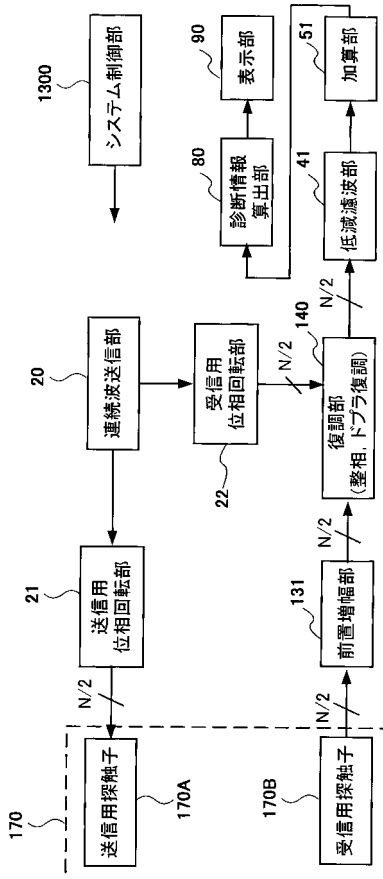 170
送信用探触子
170A
N/2
21
送信用
位相回転部
20
連続波送信部
1300
システム制御部
受信用
位相回転部
22
N/2
80
診断情報
算出部
90
表示部
170B
受信用探触子
N/2
131
前置増幅部
N/2
140
復調部
(整相,ドプラ復調)
N/2
41
低減濾波部
51
加算部